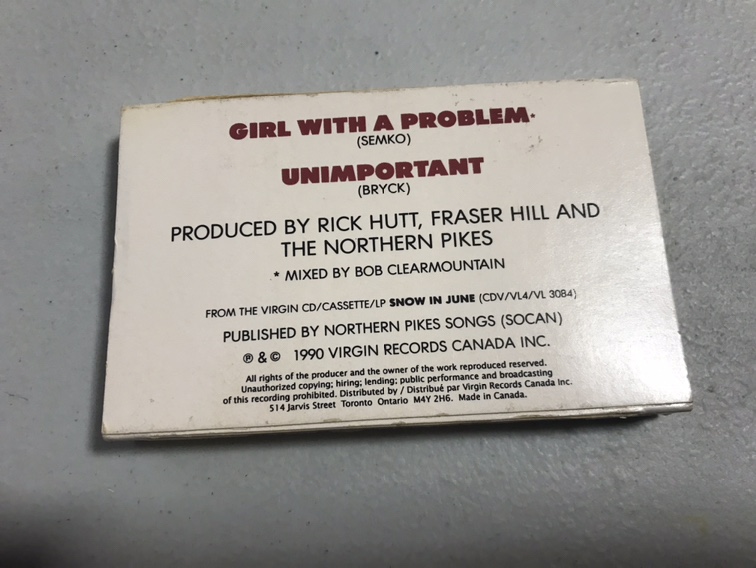 GIRL WITH A PROBLEM*
(SEMKO)
UNIMPORTANT
(BRYCK)
PRODUCED BY RICK HUTT, FRASER HILL AND
THE NORTHERN PIKES
* MIXED BY BOB CLEARMOUNTAIN
FROM THE VIRGIN CD/CASSETTE/LP SNOW IN JUNE (CDV/VL4/VL 3084)
PUBLISHED BY NORTHERN PIKES SONGS (SOCAN)
℗ & © 1990 VIRGIN RECORDS CANADA INC.
All rights of the producer and the owner of the work reproduced reserved.
Unauthorized copying; hiring; lending; public performance and broadcasting
of this recording prohibited. Distributed by / Distribué par Virgin Records Canada Inc.
514 Jarvis Street Toronto Ontario M4Y 2H6. Made in Canada.